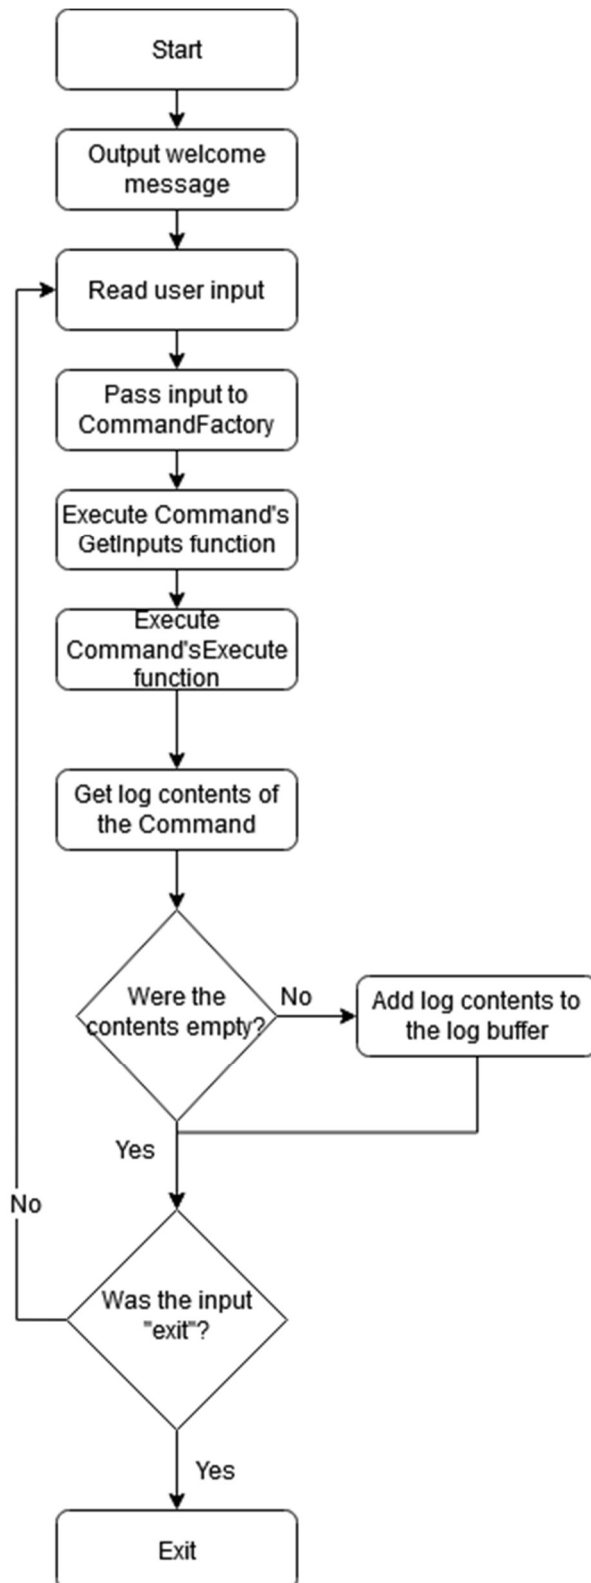 Start
Output welcome
message
Read user input
Pass input to
CommandFactory
Execute Command's
GetInputs function
Execute
Command'sExecute
function
Get log contents of
the Command
Were the
contents empty?
No
Add log contents to
the log buffer
Yes
No
Was the input
"exit"?
Yes
Exit